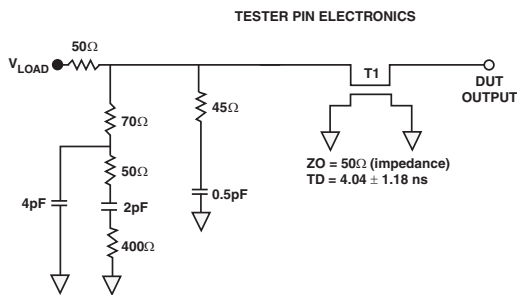 TESTER PIN ELECTRONICS
50Ω
VLOAD
T1
DUT
OUTPUT
70Ω
45Ω
50Ω
ZO = 50Ω (impedance)
TD = 4.04 ± 1.18 ns
4pF
2pF
0.5pF
400Ω